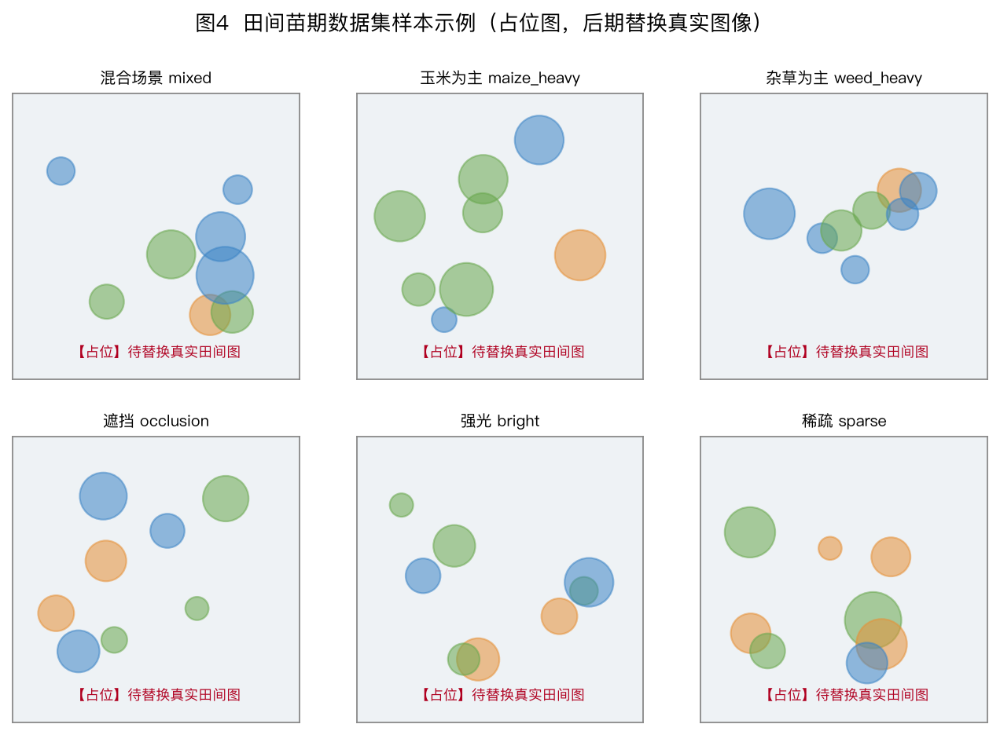 图4 田间苗期数据集样本示例（占位图，后期替换真实图像）
混合场景 mixed
玉米为主 maize_heavy
杂草为主 weed_heavy
【占位】待替换真实田间图
【占位】待替换真实田间图
【占位】待替换真实田间图
遮挡 occlusion
强光 bright
稀疏 sparse
【占位】待替换真实田间图
【占位】待替换真实田间图
【占位】待替换真实田间图